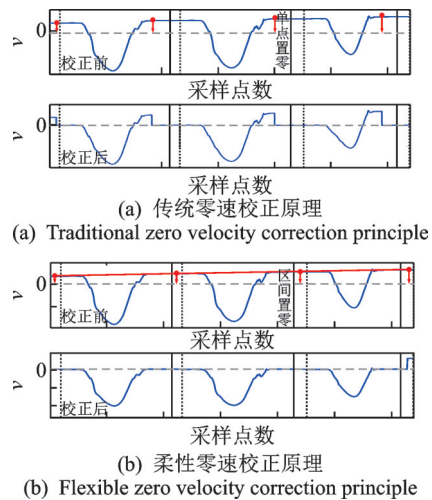 v
0
校正前
单点置零
采样点数
v
0
校正后
采样点数
(a) 传统零速校正原理
(a) Traditional zero velocity correction principle
v
0
校正前
区间置零
采样点数
v
0
校正后
采样点数
(b) 柔性零速校正原理
(b) Flexible zero velocity correction principle